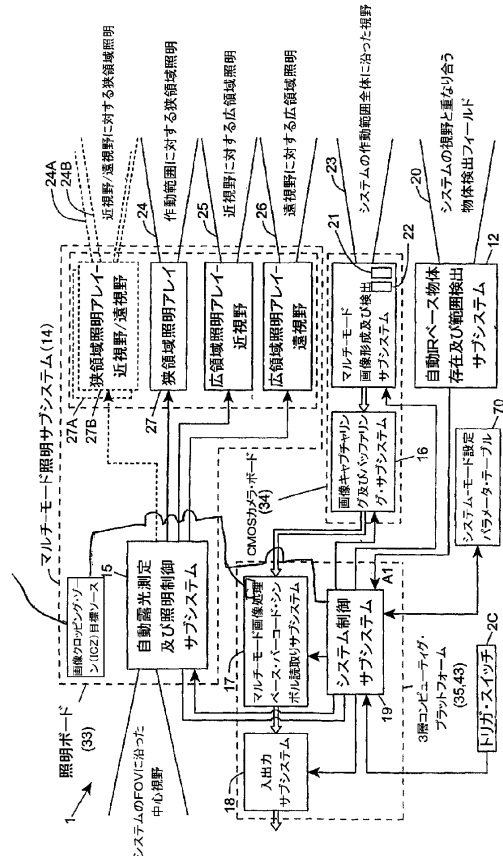 24A
24B
近視野/遠視野に対する狭領域照明
作動範囲に対する狭領域照明
24
近視野に対する広領域照明
25
遠視野に対する広領域照明
26
システムの作動範囲全体に沿った視野
23
システムの視野と重なり合う
物体検出フィールド
20
マルチ-モード照明サブシステム(14)
27A
27B
狭領域照明アレイ
近視野/遠視野
狭領域照明アレイ
27
広領域照明アレイ
近視野
広領域照明アレイ
遠視野
21
22
マルチ-モード
画像形成及び検出
サブシステム
12
自動IRベース物体
存在及び範囲検出
サブシステム
画像クロッピング・ゾー
ン(ICZ)目標ソース
15
自動露光測定
及び照明制御
サブシステム
CMOSカメラ・ボード
(34)
画像キャプチャリン
グ及びバッファリン
グ・サブシステム
16
70
システム・モード設定
パラメータ・テーブル
照明ボード
(33)
1
システムのFOVに沿った
中心視野
17
マルチ-モード画像処理
ベース・バーコード・シン
ボル読取りサブシステム
A1
システム制御
サブシステム
19
18
入出力
サブシステム
3層コンピューティング・
プラットフォーム
(35,43)
2C
トリガ・スイッチ